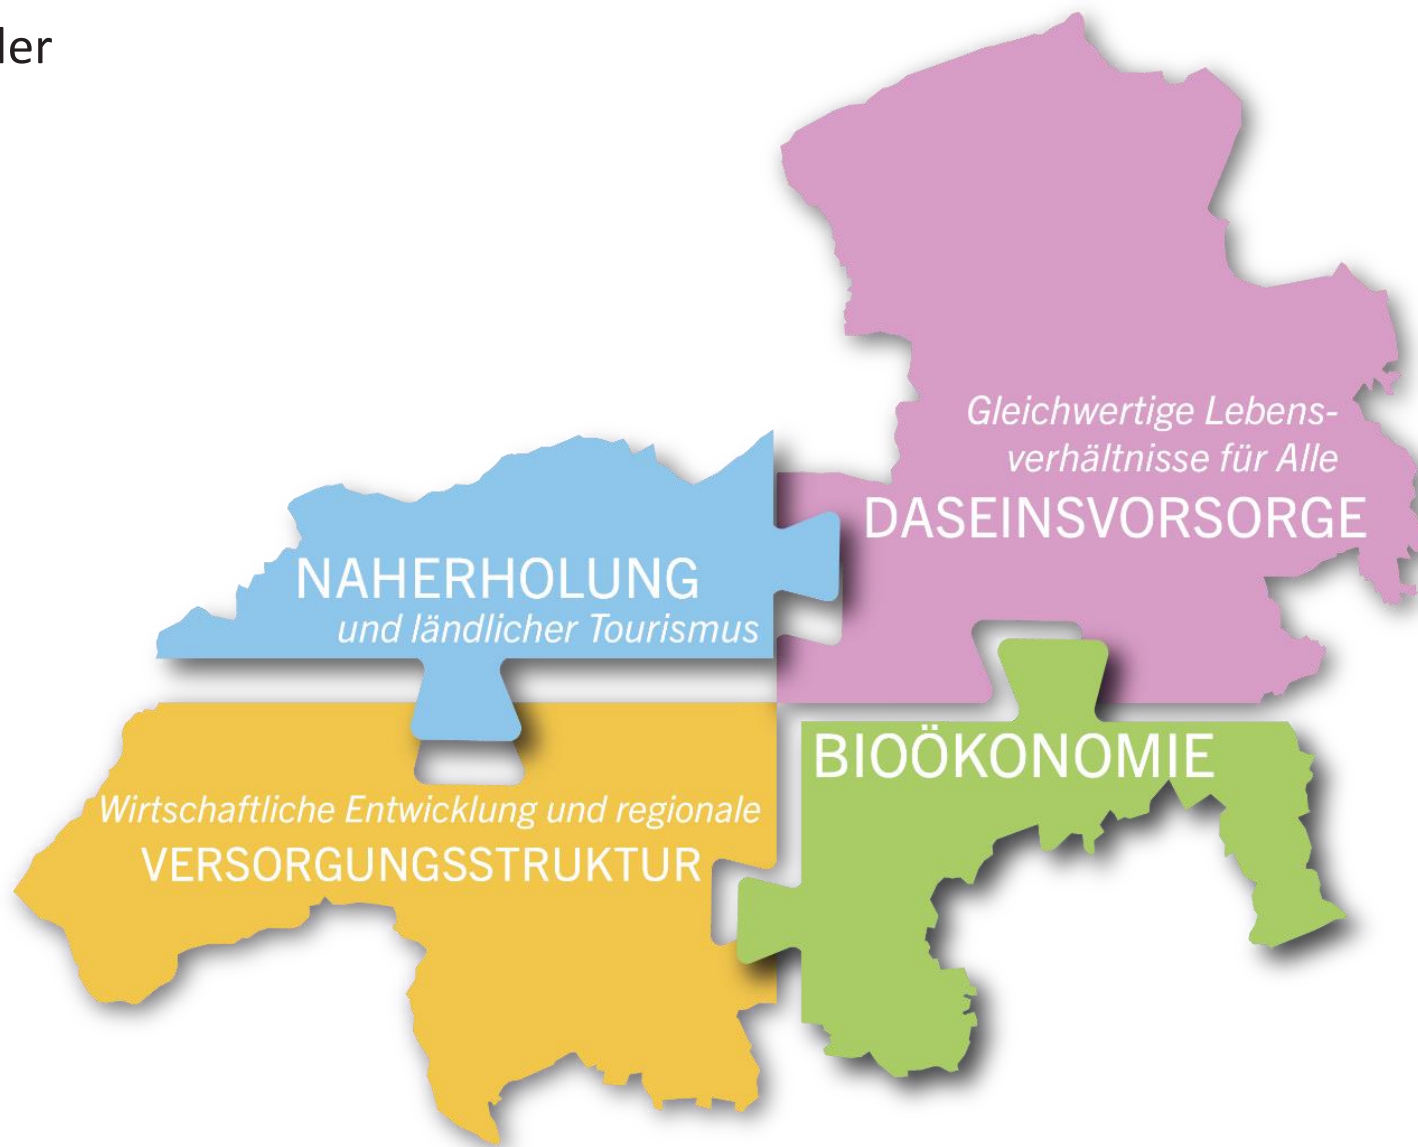 ler
Gleichwertige Lebens-
verhältnisse für Alle
DASEINSVORSORGE
NAHERHOLUNG
und ländlicher Tourismus
BIOÖKONOMIE
Wirtschaftliche Entwicklung und regionale
VERSORGUNGSSTRUKTUR